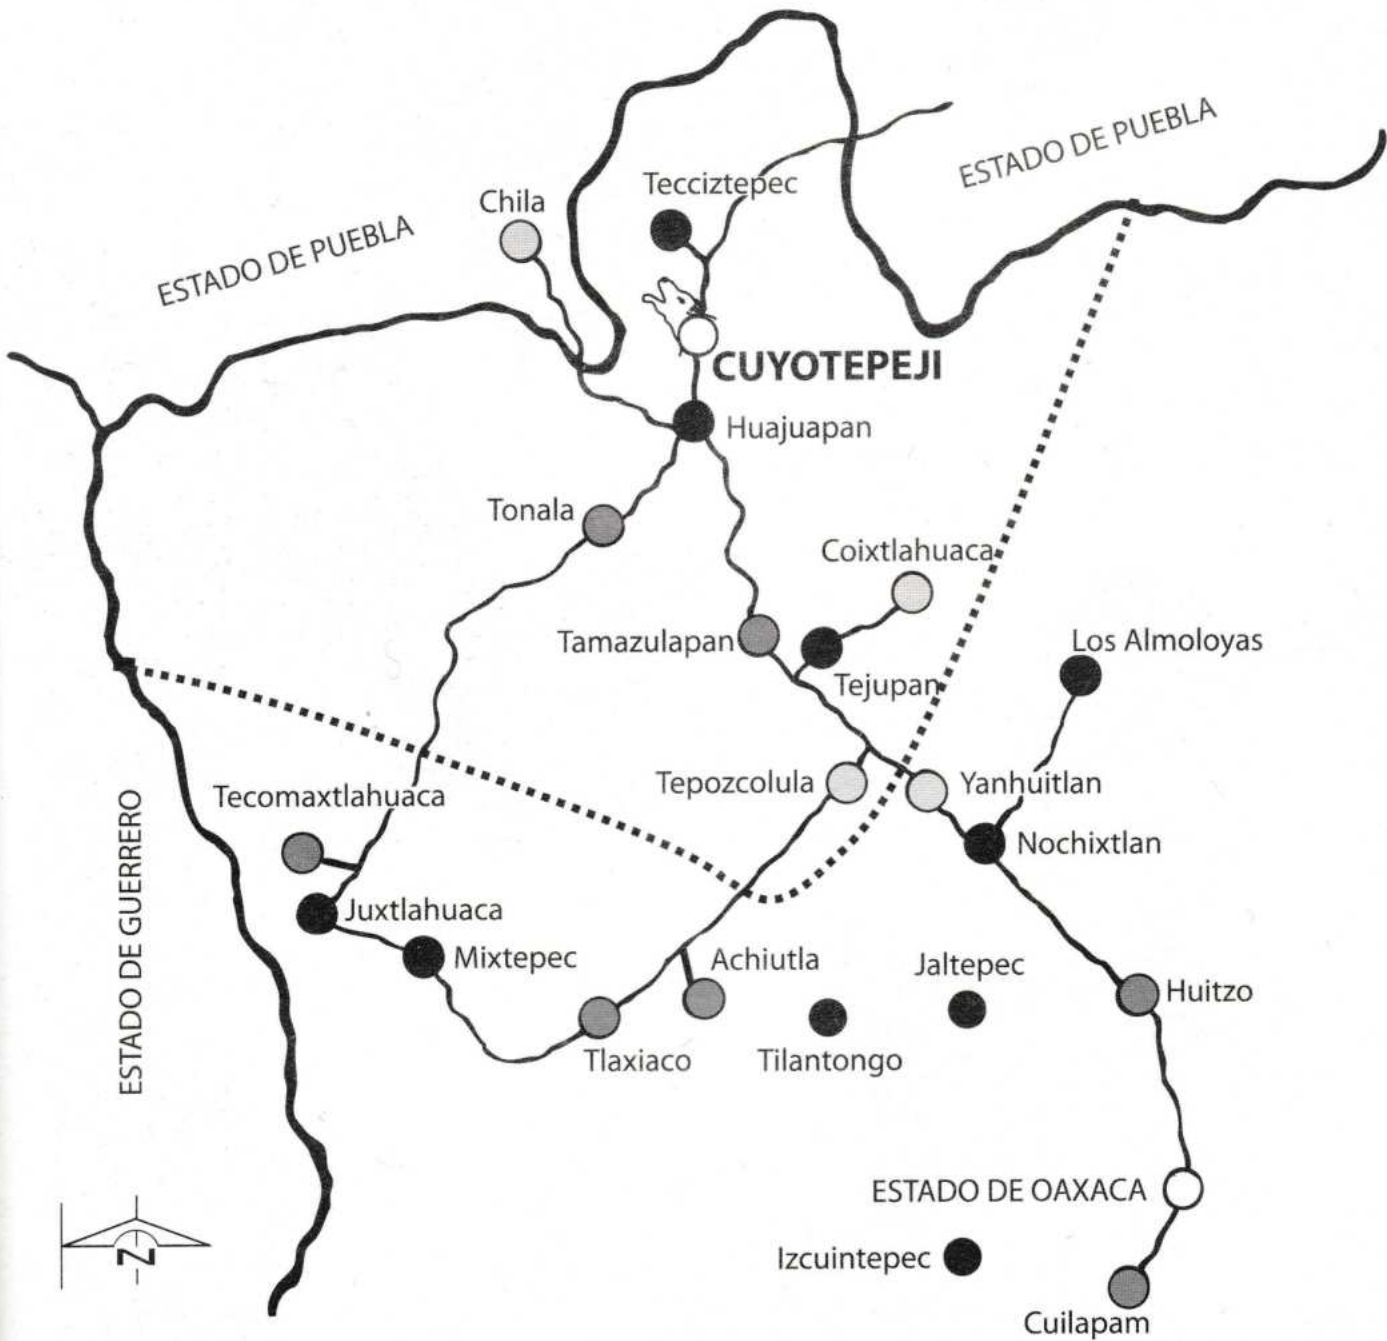 ESTADO DE PUEBLA
Tecciztepec
Chila
ESTADO DE PUEBLA
CUYOTEPEJI
Huajuapan
Tonala
Coixtlahuaca
Tamazulapan
Los Almoloyas
Tejupan
Tepozcolula
Yanhuitlan
Tecomaxtlahuaca
Nochixtlan
ESTADO DE GUERRERO
Juxtlahuaca
Mixtepec
Achiutla
Jaltepec
Huitzo
Tlaxiaco
Tilantongo
ESTADO DE OAXACA
N
Izcuintepec
Cuilapam